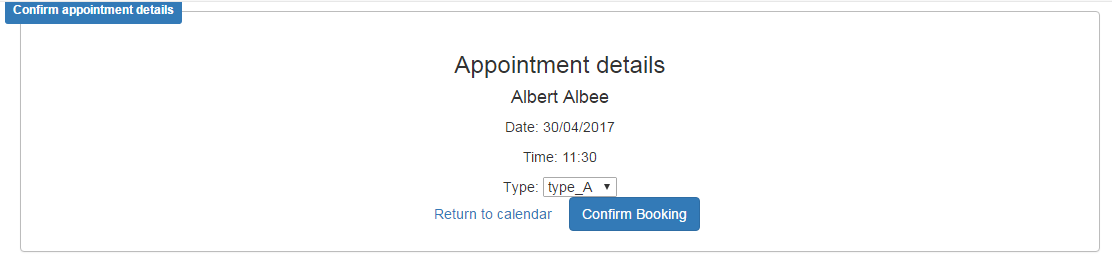 Confirm appointment details
Appointment details
Albert Albee
Date: 30/04/2017
Time: 11:30
Type: type_A
Return to calendar Confirm Booking